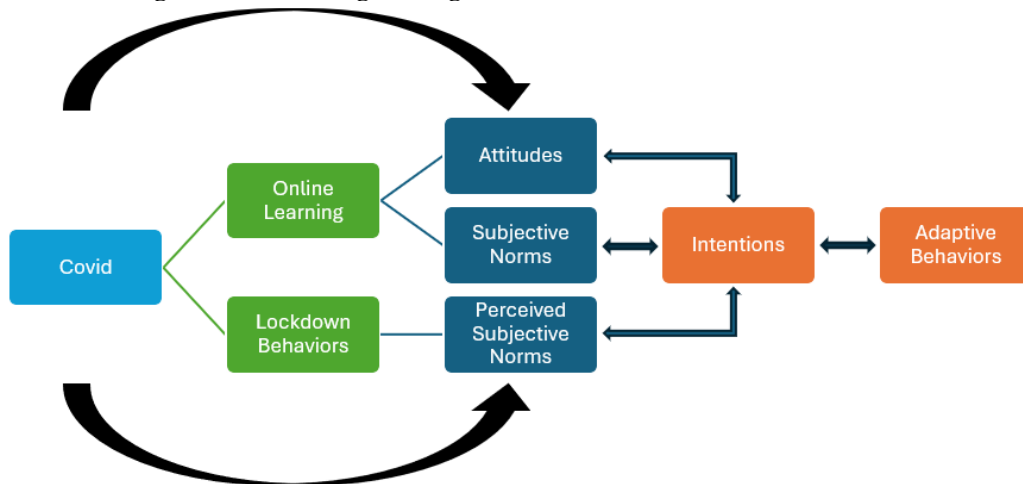 Covid
Online
Learning
Lockdown
Behaviors
Attitudes
Subjective
Norms
Perceived
Subjective
Norms
Intentions
Adaptive
Behaviors